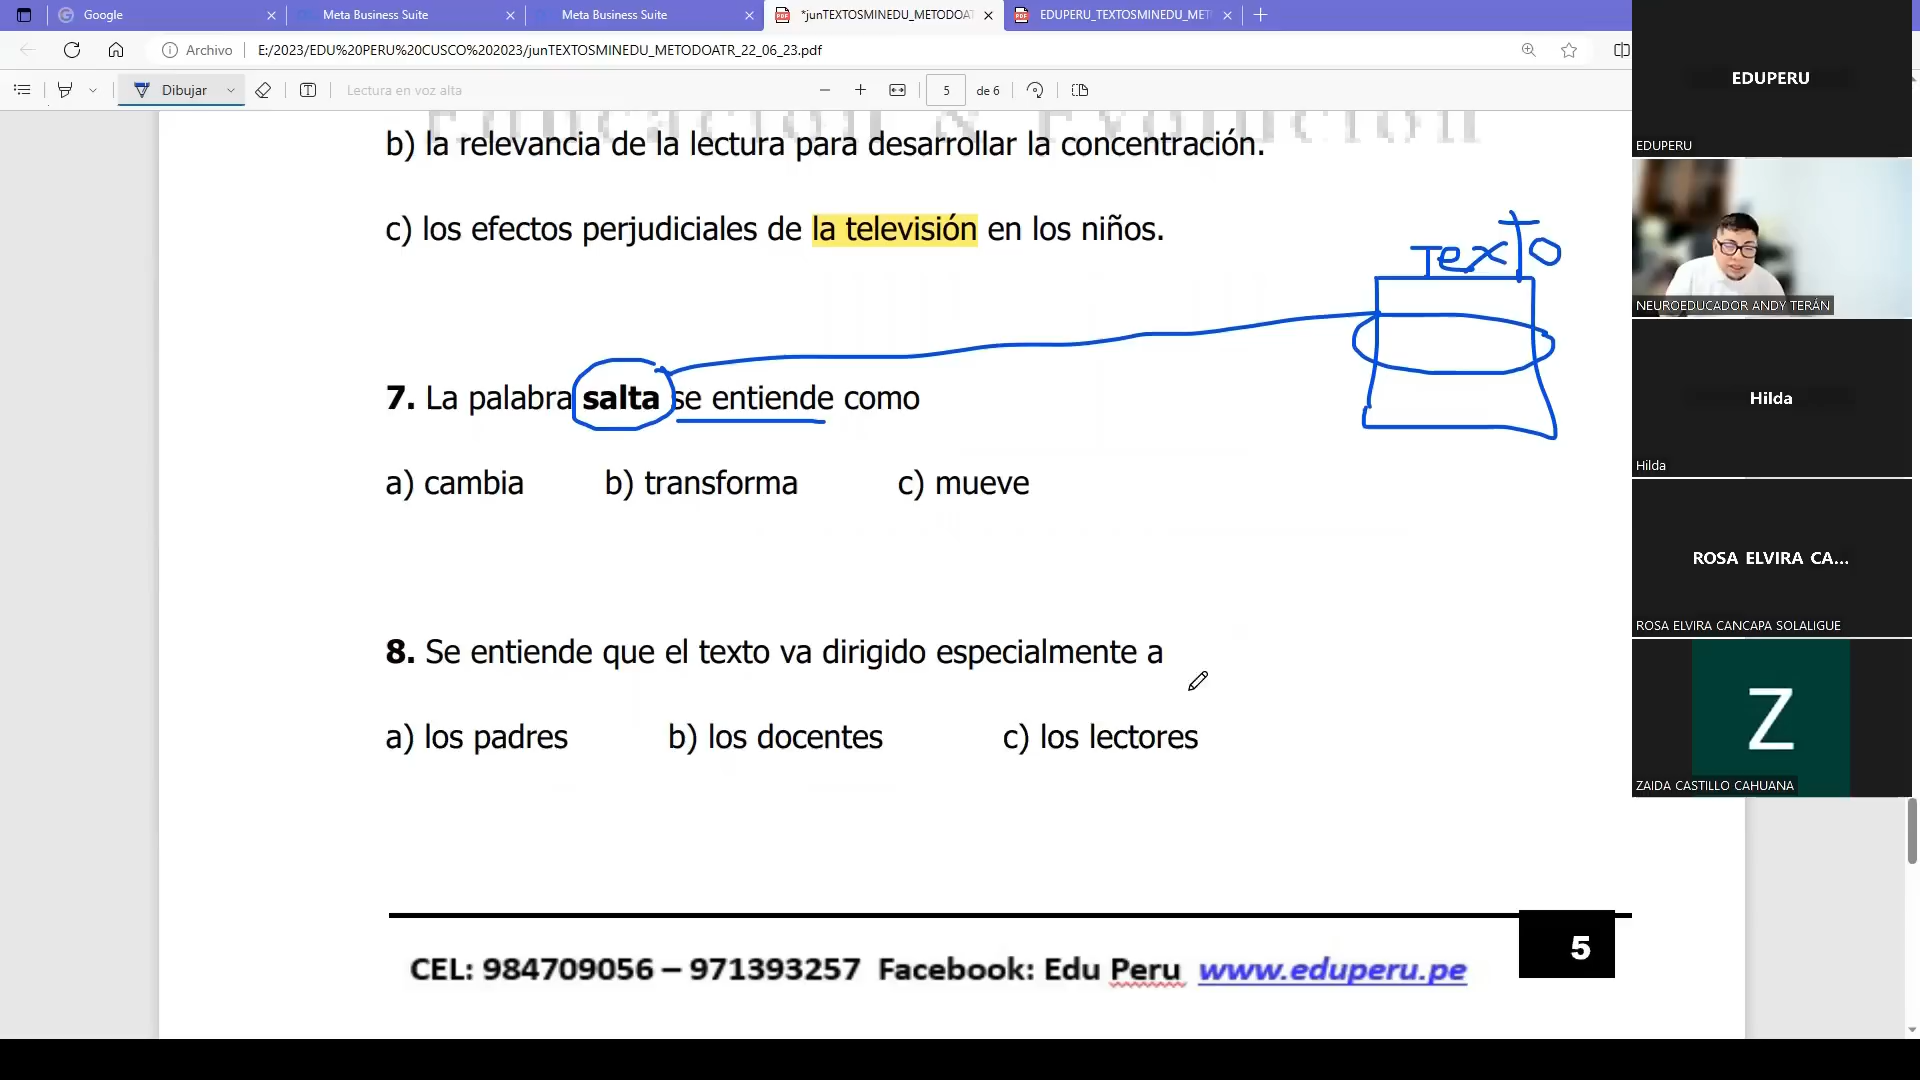 Google
Meta Business Suite
Meta Business Suite
*junTEXTOSMINEDU_METODOAT
EDUPERU_TEXTOSMINEDU_MET
Archivo
E:/2023/EDU%20PERU%20CUSCO%202023/junTEXTOSMINEDU_METODOATR_22_06_23.pdf
Dibujar
Lectura en voz alta
5
de 6
Educación & Evolución
b) la relevancia de la lectura para desarrollar la concentración.
c) los efectos perjudiciales de la televisión en los niños.
Texto
7. La palabra salta se entiende como
a) cambia b) transforma c) mueve
8. Se entiende que el texto va dirigido especialmente a
a) los padres b) los docentes c) los lectores
5
CEL: 984709056 – 971393257 Facebook: Edu Peru www.eduperu.pe
EDUPERU
EDUPERU
NEUROEDUCADOR ANDY TERÁN
Hilda
Hilda
ROSA ELVIRA CA...
ROSA ELVIRA CANCAPA SOLALIGUE
Z
ZAIDA CASTILLO CAHUANA